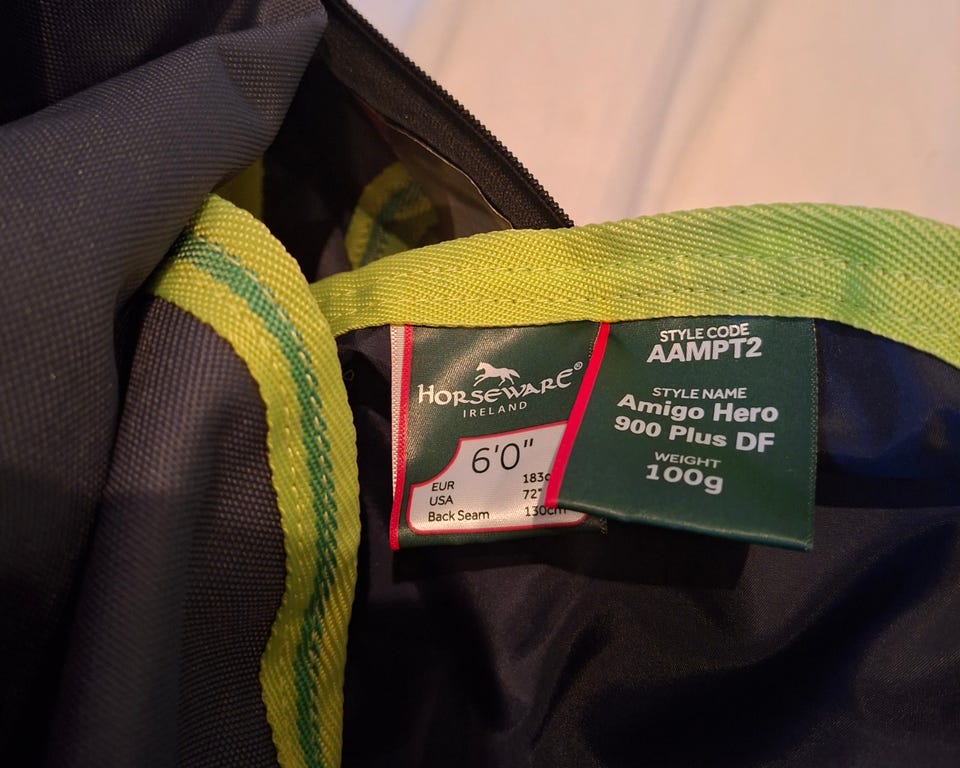 HORSEWARE®
IRELAND
6'0"
EUR 183c
USA 72"
Back Seam 130cm
STYLE CODE
AAMPT2
STYLE NAME
Amigo Hero
900 Plus DF
WEIGHT
100g